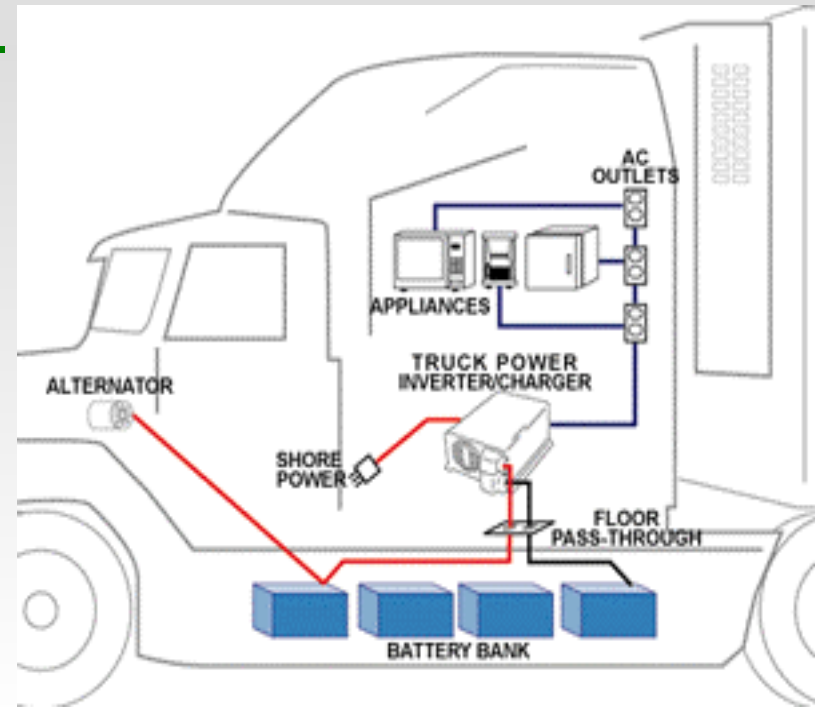 AC
OUTLETS
APPLIANCES
TRUCK POWER
INVERTER/CHARGER
ALTERNATOR
SHORE
POWER
FLOOR
PASS-THROUGH
BATTERY BANK